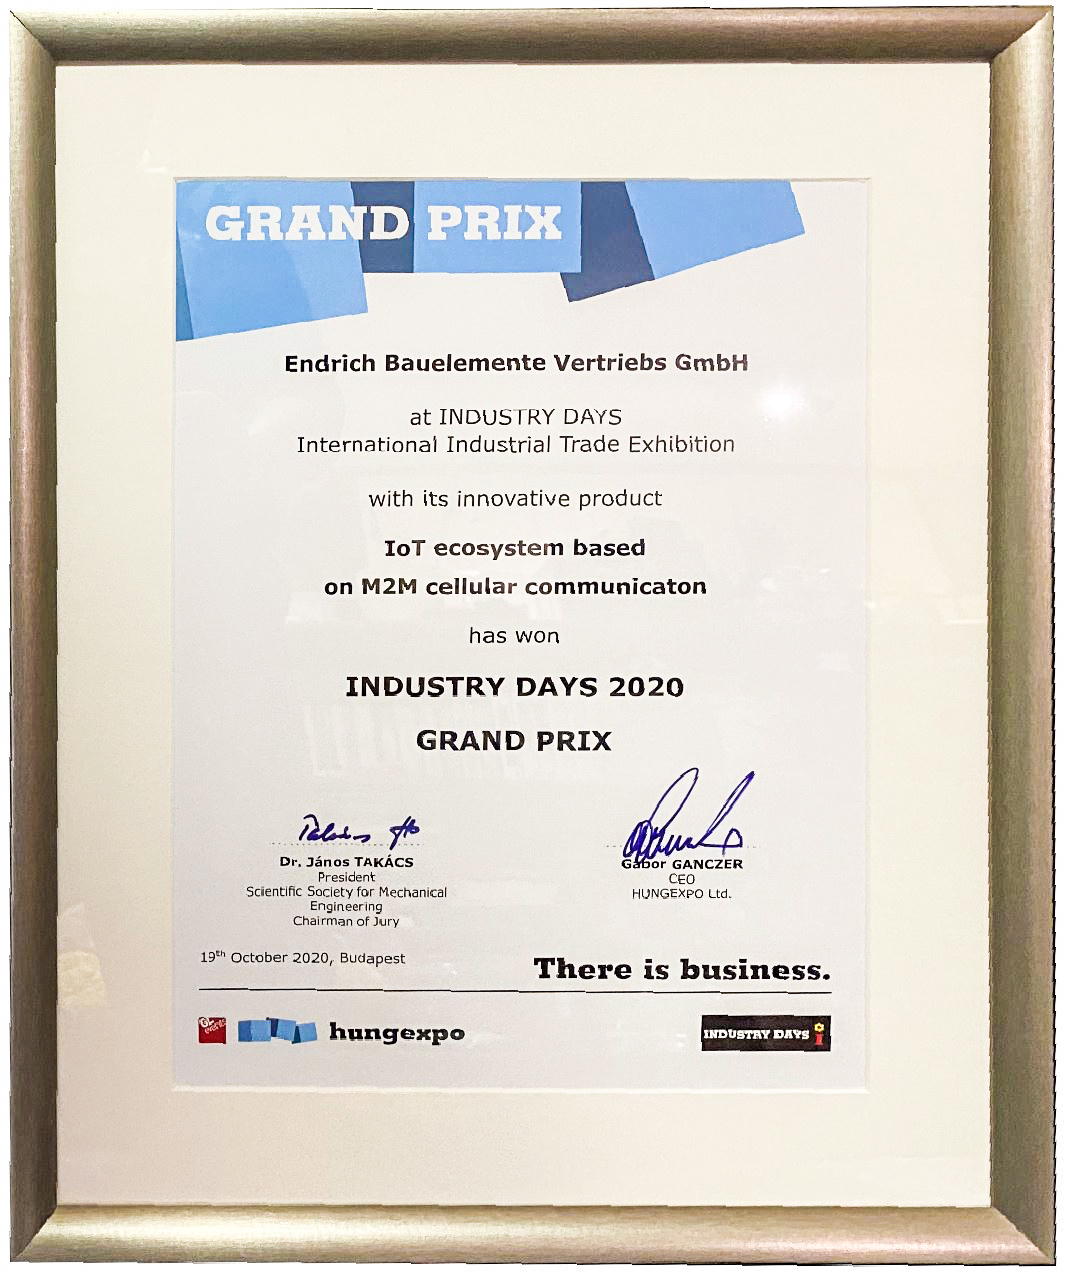 GRAND PRIX
Endrich Bauelemente Vertriebs GmbH
at INDUSTRY DAYS
International Industrial Trade Exhibition
with its innovative product
IoT ecosystem based
on M2M cellular communicaton
has won
INDUSTRY DAYS 2020
GRAND PRIX
Dr. János TAKÁCS
President
Scientific Society for Mechanical
Engineering
Chairman of Jury
Gábor GANCZER
CEO
HUNGEXPO Ltd.
19th October 2020, Budapest
There is business.
GL events
hungexpo
INDUSTRY DAYS